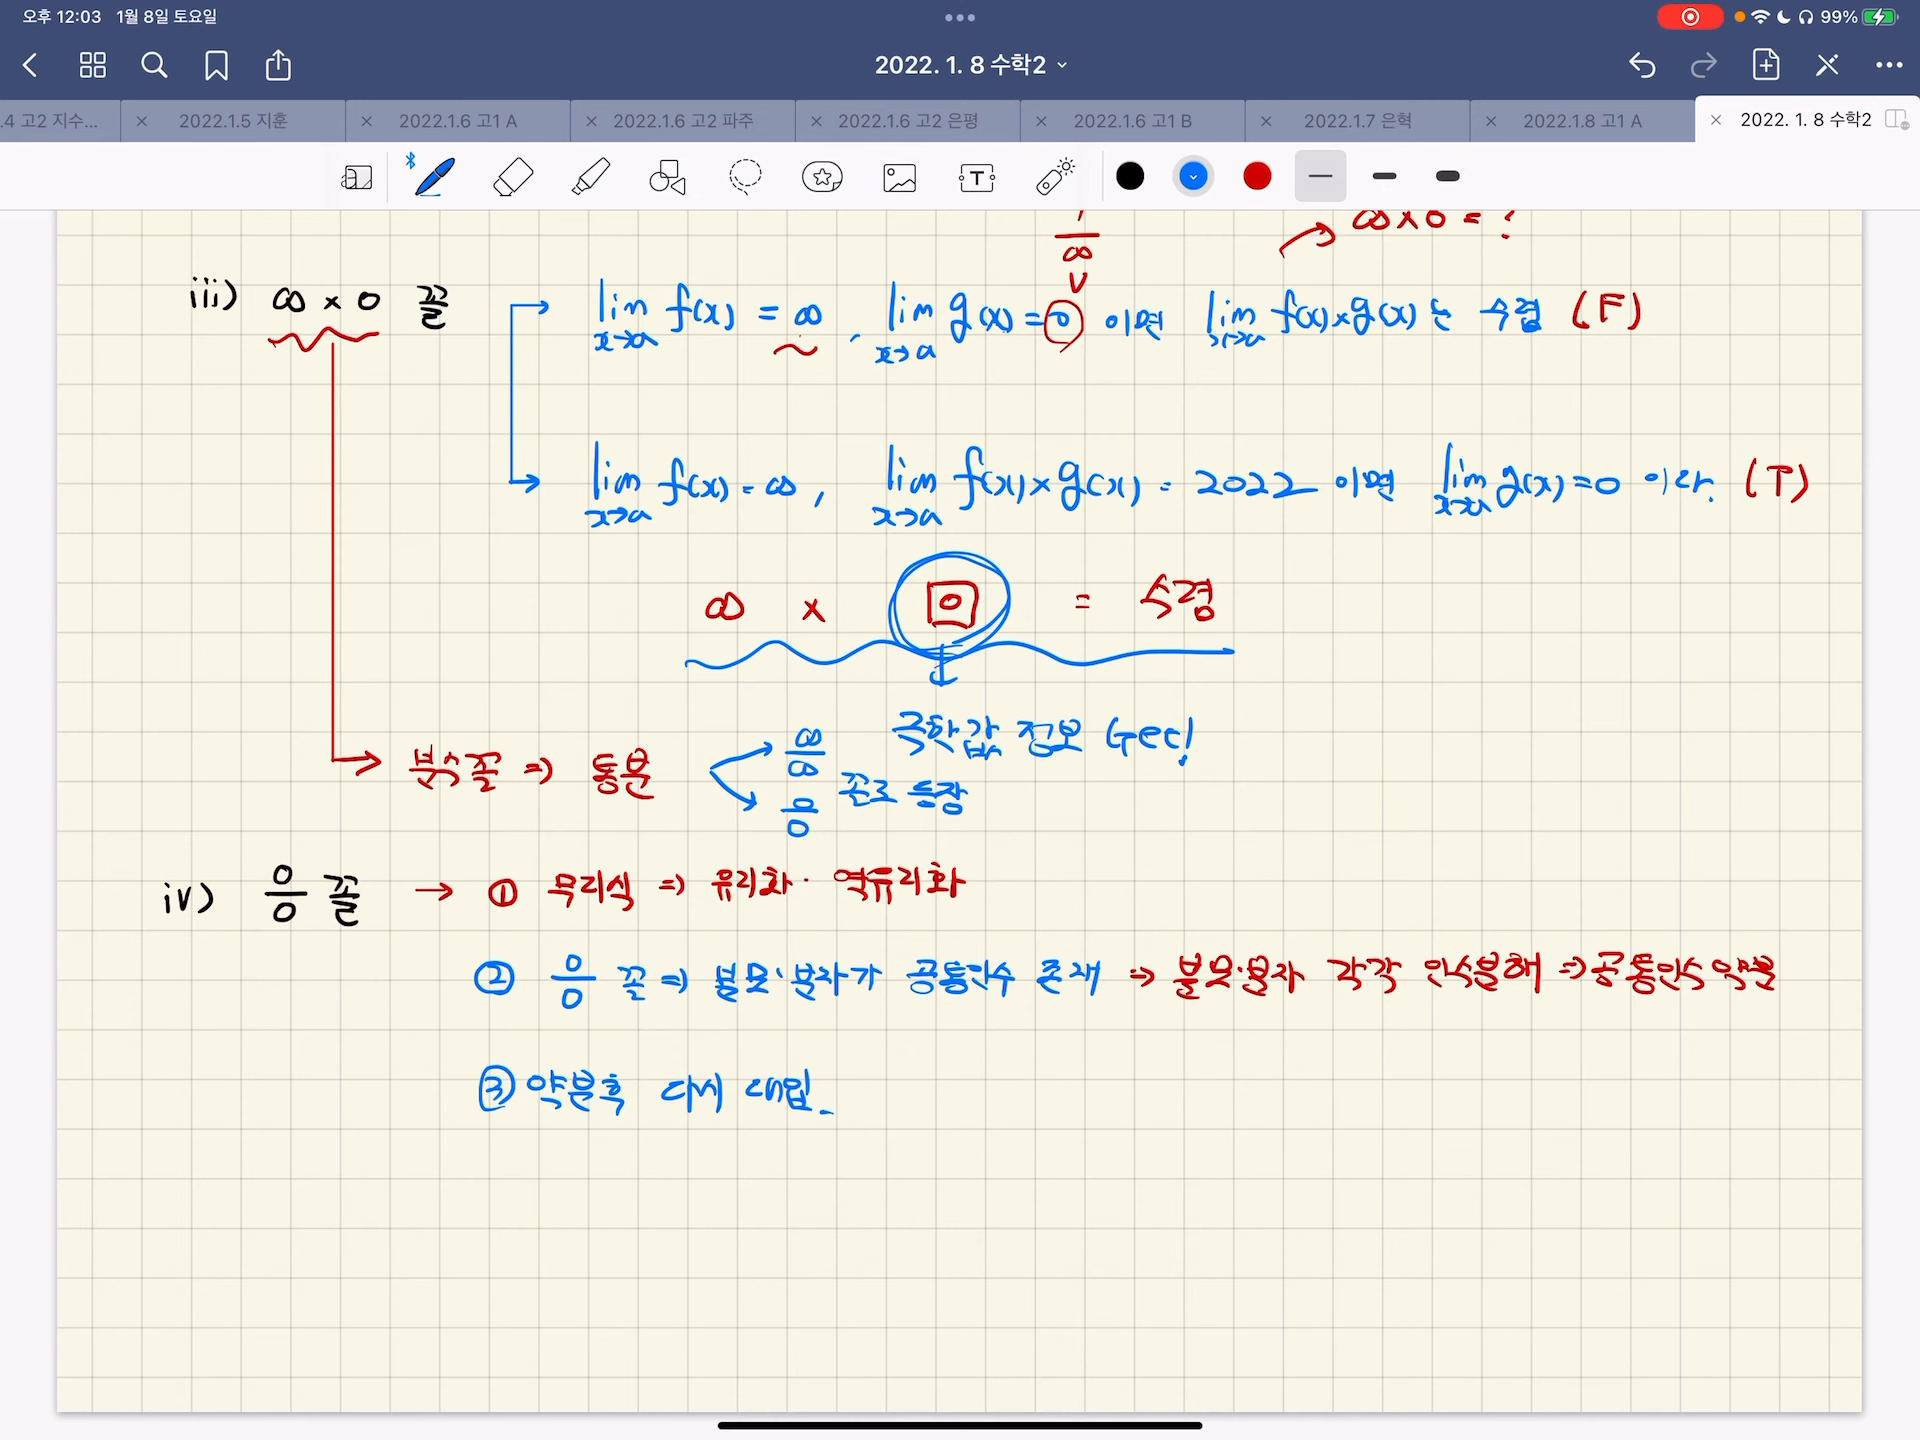 오후 12:03 1월 8일 토요일
99%
2022. 1. 8 수학2
.4 고2 지수... × 2022.1.5 지훈 × 2022.1.6 고1 A × 2022.1.6 고2 파주 × 2022.1.6 고2 은평 × 2022.1.6 고1 B × 2022.1.7 은혁 × 2022.1.8 고1 A × 2022. 1. 8 수학2
1/∞
∞×0 = ?
iii) ∞ × 0 꼴
lim x→a f(x) = ∞, lim x→a g(x) = 0 이면 lim x→a f(x)×g(x) 는 수렴 (F)
lim x→a f(x) = ∞, lim x→a f(x)×g(x) = 2022 이면 lim x→a g(x) = 0 이다. (T)
∞ × 0 = 수렴
극한값 정보 Get!
분수꼴 ⇒ 통분 ∞/∞ 0/0 꼴로 등장
iv) 0/0 꼴 → ① 무리식 ⇒ 유리화· 역유리화
② 0/0 꼴 ⇒ 분모·분자가 공통인수 존재 ⇒ 분모·분자 각각 인수분해 ⇒ 공통인수 약분
③ 약분후 다시 대입.